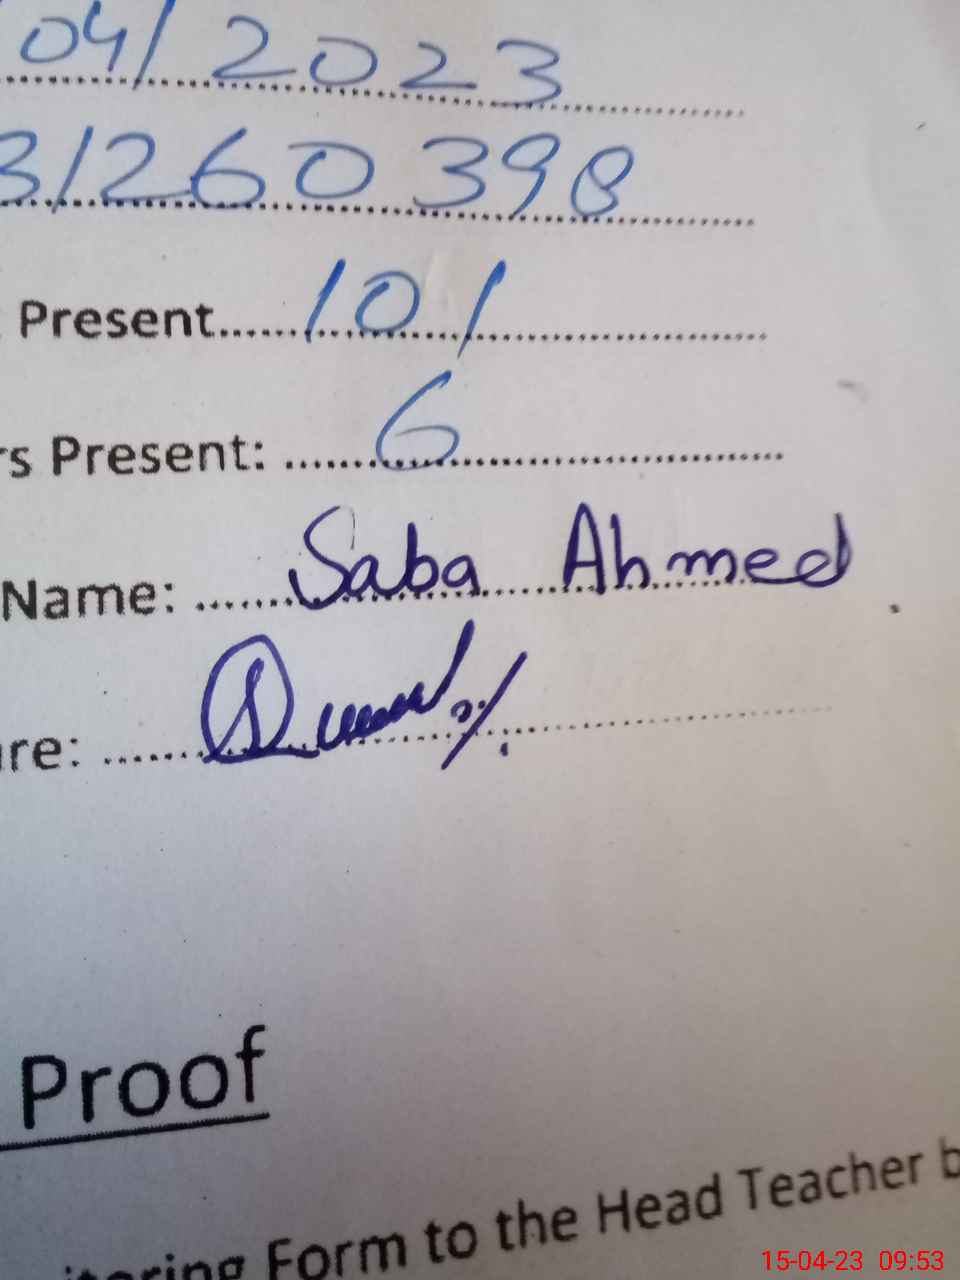 04/2023
3/260398
Present......101
rs Present: ......6
Name: ......Saba Ahmed
re: ......
Proof
itoring Form to the Head Teacher b
15-04-23 09:53